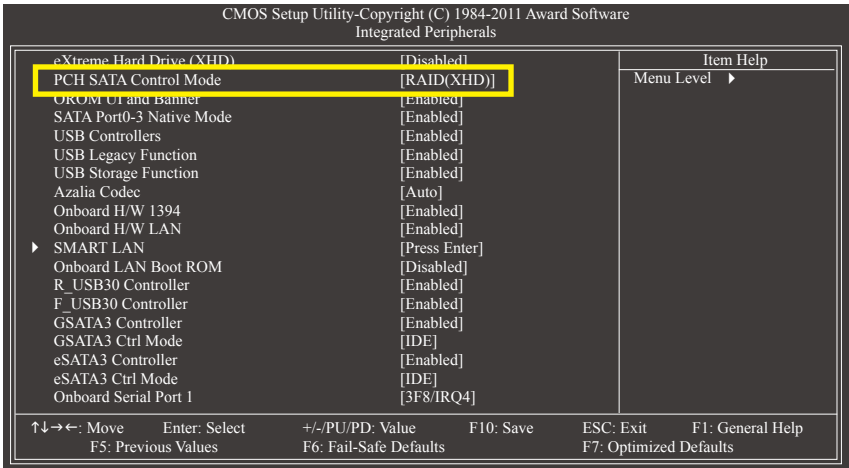 CMOS Setup Utility-Copyright (C) 1984-2011 Award Software
Integrated Peripherals
eXtreme Hard Drive (XHD) [Disabled] Item Help
PCH SATA Control Mode [RAID(XHD)] Menu Level ▶
OROM UI and Banner [Enabled]
SATA Port0-3 Native Mode [Enabled]
USB Controllers [Enabled]
USB Legacy Function [Enabled]
USB Storage Function [Enabled]
Azalia Codec [Auto]
Onboard H/W 1394 [Enabled]
Onboard H/W LAN [Enabled]
▶ SMART LAN [Press Enter]
Onboard LAN Boot ROM [Disabled]
R_USB30 Controller [Enabled]
F_USB30 Controller [Enabled]
GSATA3 Controller [Enabled]
GSATA3 Ctrl Mode [IDE]
eSATA3 Controller [Enabled]
eSATA3 Ctrl Mode [IDE]
Onboard Serial Port 1 [3F8/IRQ4]
↑↓→←: Move Enter: Select +/-/PU/PD: Value F10: Save ESC: Exit F1: General Help
F5: Previous Values F6: Fail-Safe Defaults F7: Optimized Defaults